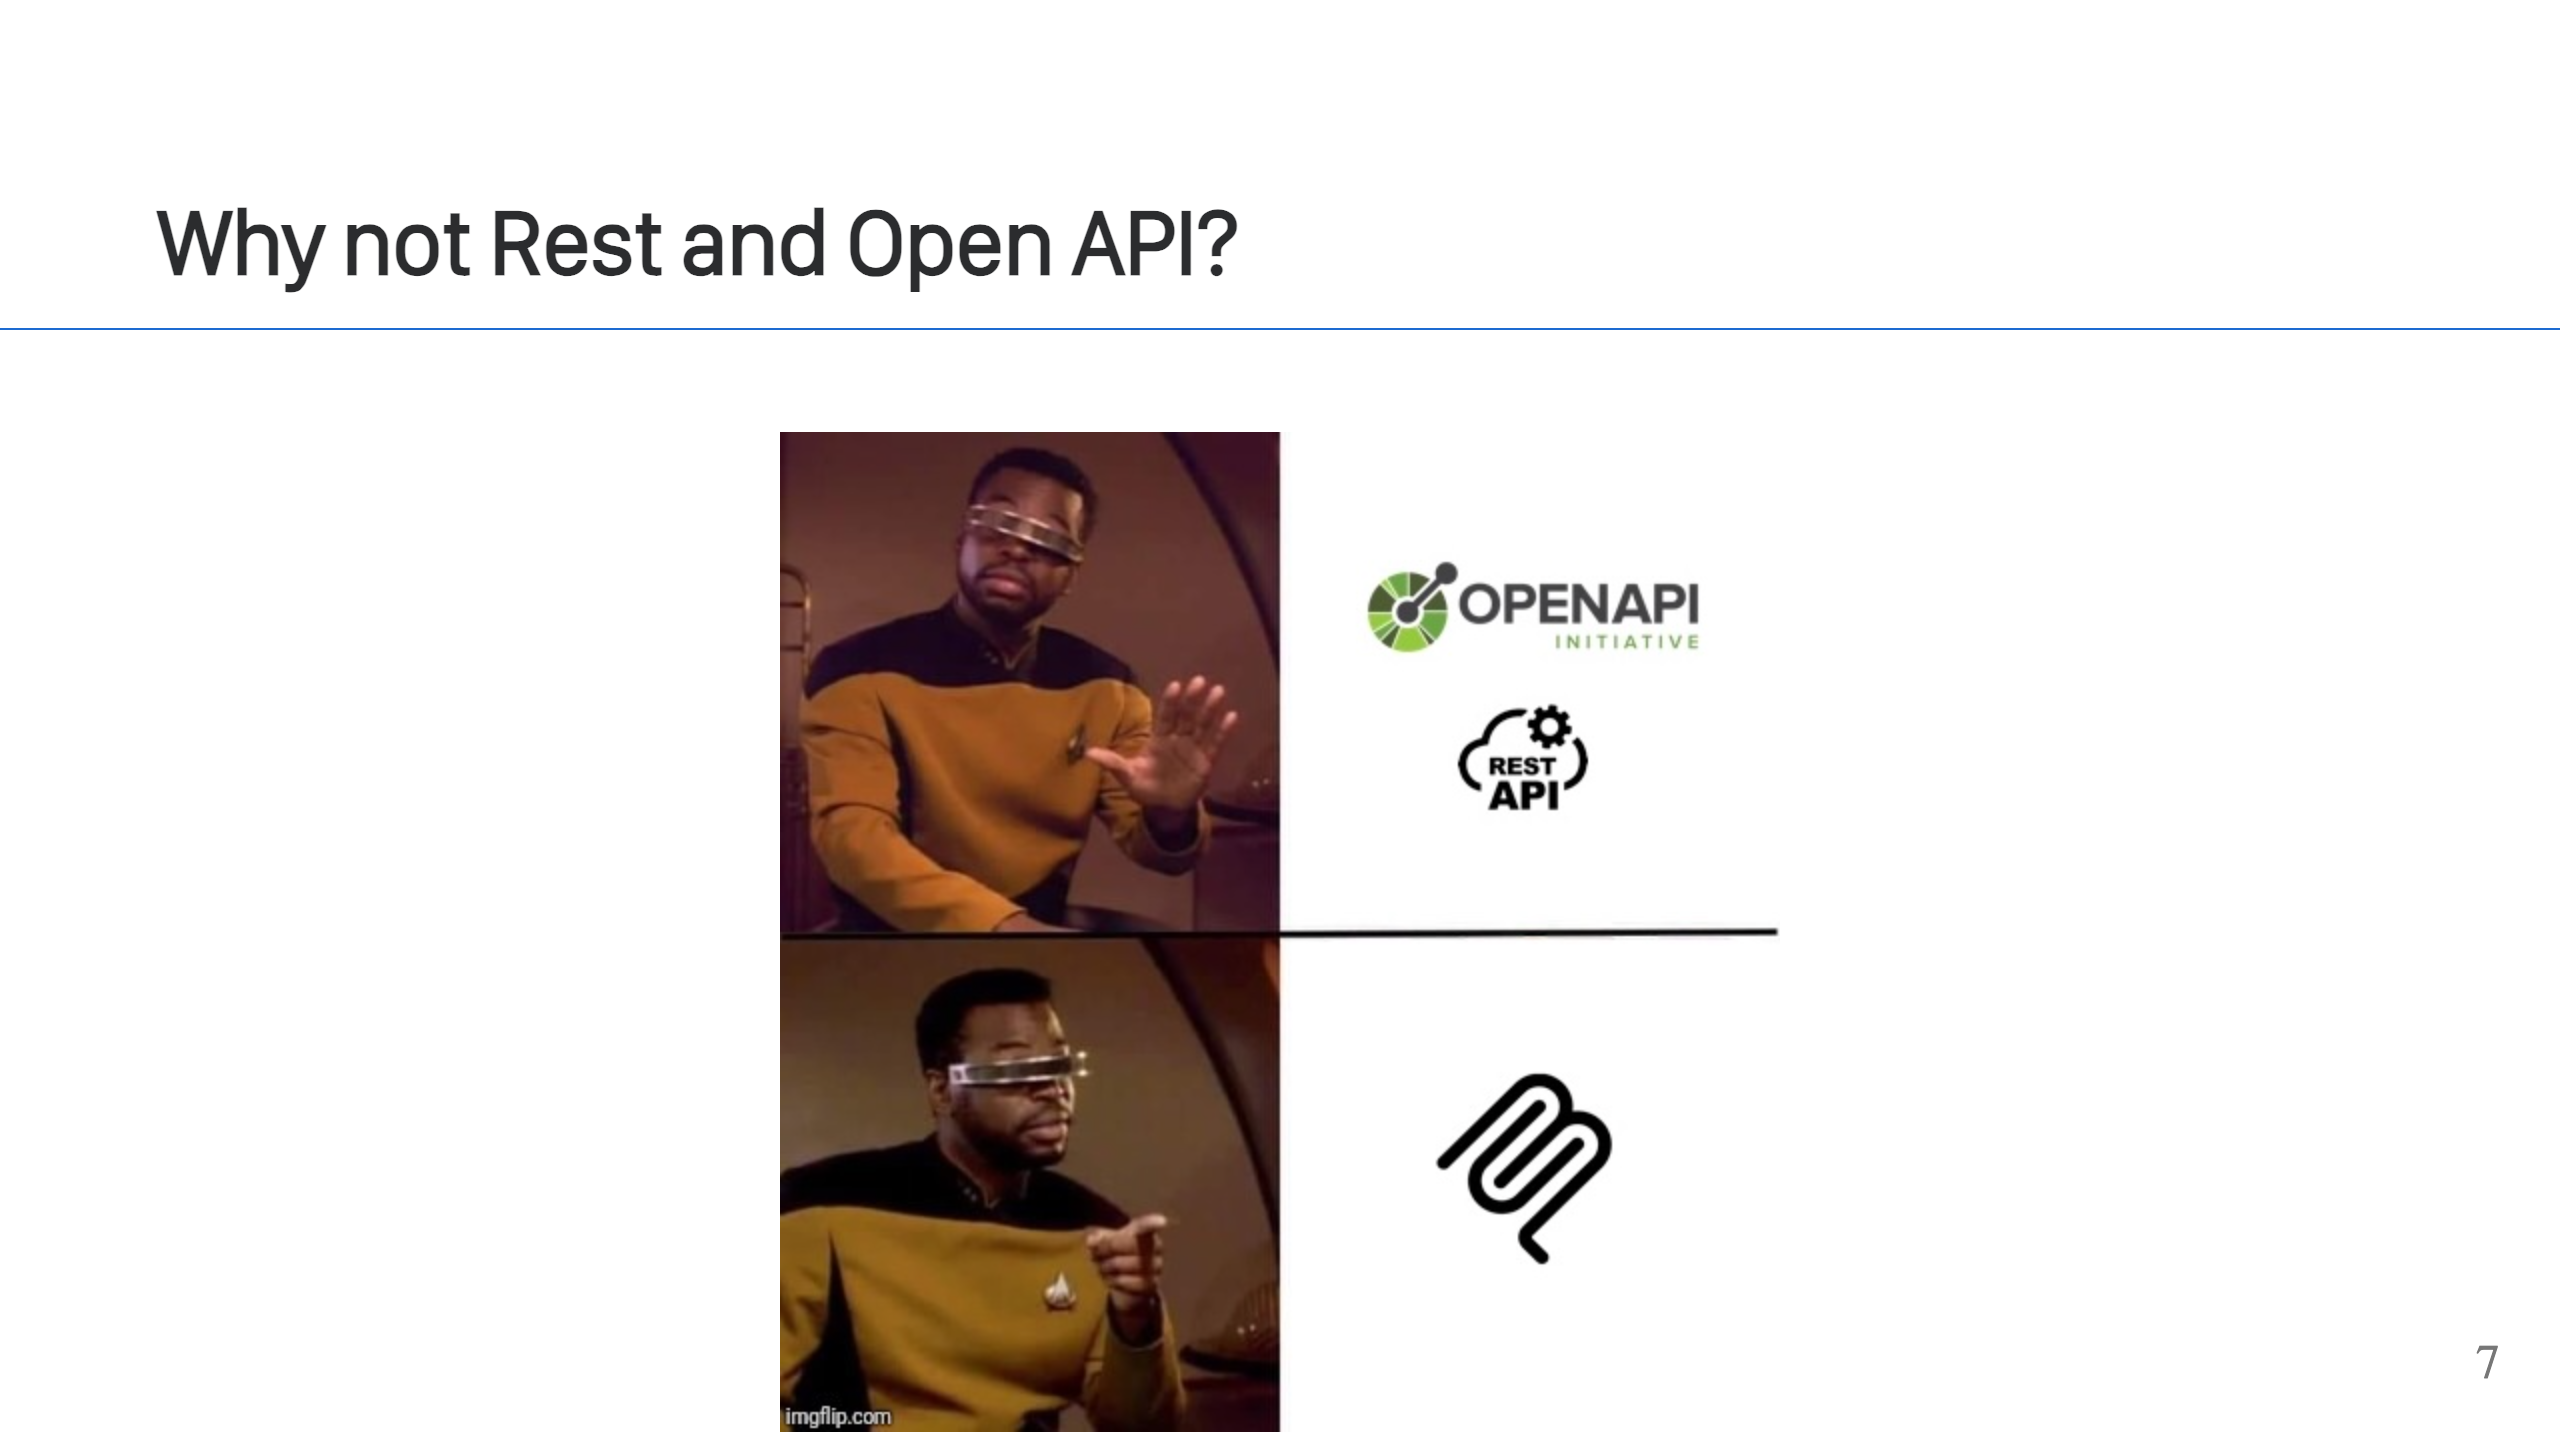 Why not Rest and Open API?
OPENAPI
INITIATIVE
REST
API
imgflip.com
7